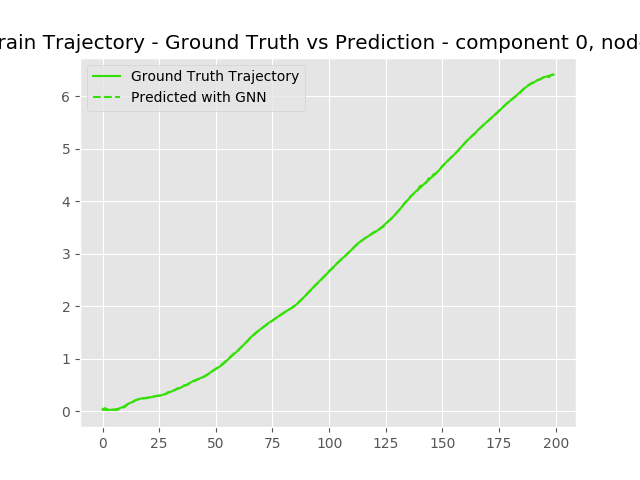 rain Trajectory - Ground Truth vs Prediction - component 0, nod
Ground Truth Trajectory
Predicted with GNN
6
5
4
3
2
1
0
0 25 50 75 100 125 150 175 200